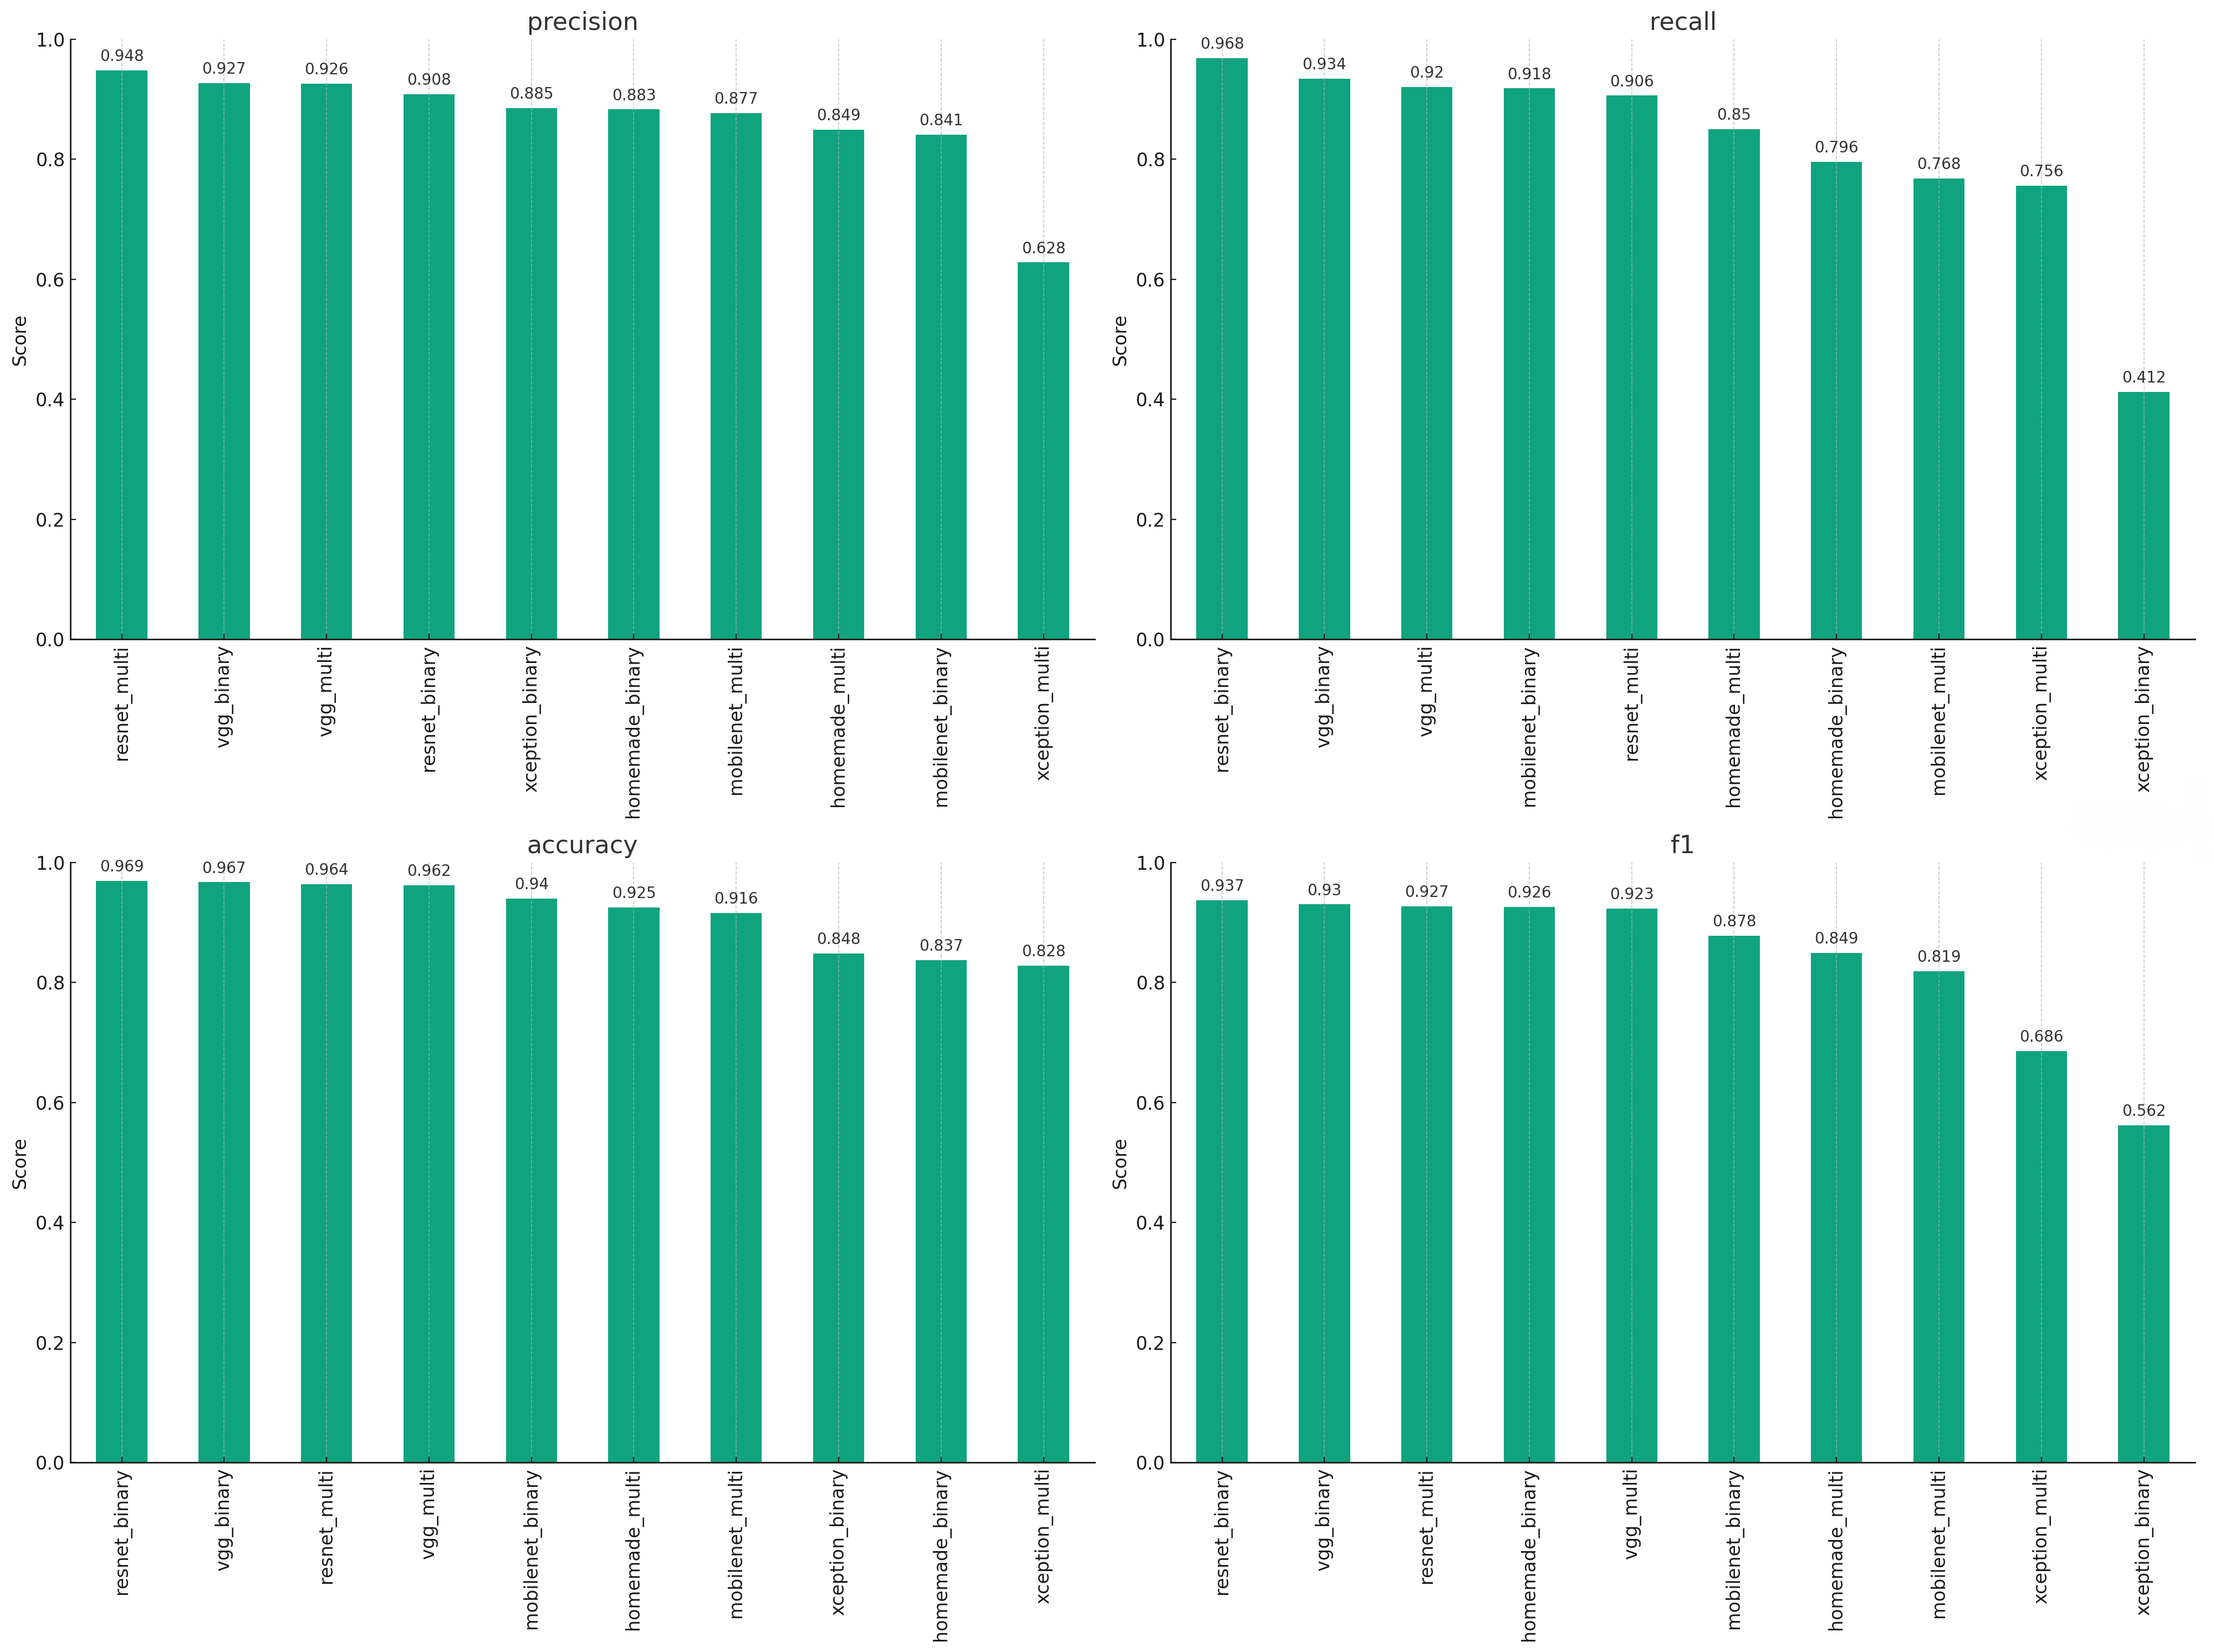 precision
Score
1.0
0.8
0.6
0.4
0.2
0.0
0.948
0.927
0.926
0.908
0.885
0.883
0.877
0.849
0.841
0.628
resnet_multi
vgg_binary
vgg_multi
resnet_binary
xception_binary
homemade_binary
mobilenet_multi
homemade_multi
mobilenet_binary
xception_multi
recall
Score
1.0
0.8
0.6
0.4
0.2
0.0
0.968
0.934
0.92
0.918
0.906
0.85
0.796
0.768
0.756
0.412
resnet_binary
vgg_binary
vgg_multi
mobilenet_binary
resnet_multi
homemade_multi
homemade_binary
mobilenet_multi
xception_multi
xception_binary
accuracy
Score
1.0
0.8
0.6
0.4
0.2
0.0
0.969
0.967
0.964
0.962
0.94
0.925
0.916
0.848
0.837
0.828
resnet_binary
vgg_binary
resnet_multi
vgg_multi
mobilenet_binary
homemade_multi
mobilenet_multi
xception_binary
homemade_binary
xception_multi
f1
Score
1.0
0.8
0.6
0.4
0.2
0.0
0.937
0.93
0.927
0.926
0.923
0.878
0.849
0.819
0.686
0.562
resnet_binary
vgg_binary
resnet_multi
homemade_binary
vgg_multi
mobilenet_binary
homemade_multi
mobilenet_multi
xception_multi
xception_binary